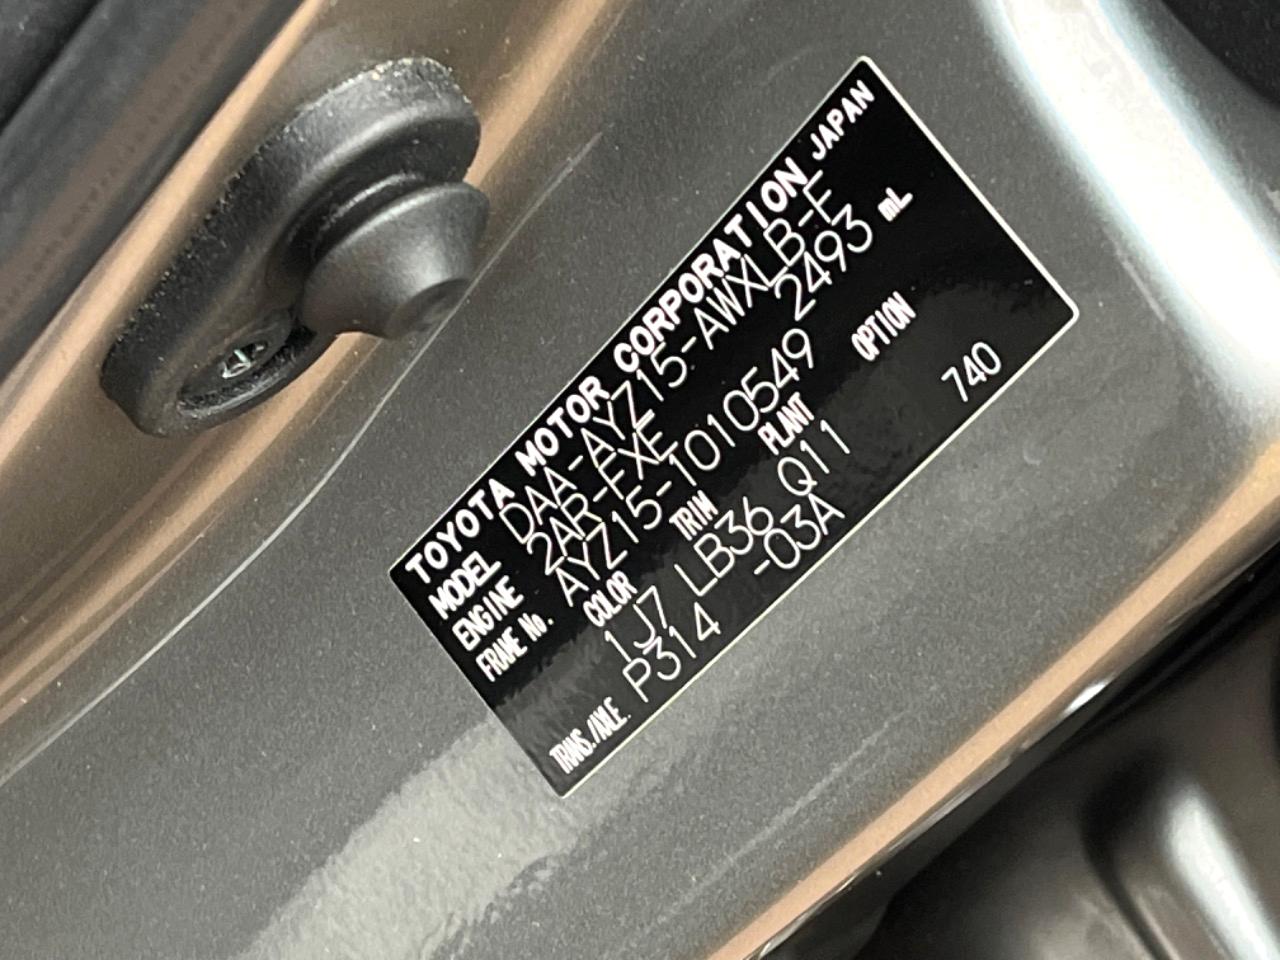 TOYOTA MOTOR CORPORATION JAPAN
MODEL DAA-AYZ15-AWXLB-F
ENGINE 2AR-FXE 2493 mL
FRAME No. AYZ15-1010549
COLOR TRIM PLANT OPTION
1J7 LB36 Q11 740
TRANS./AXLE. P314 -03A